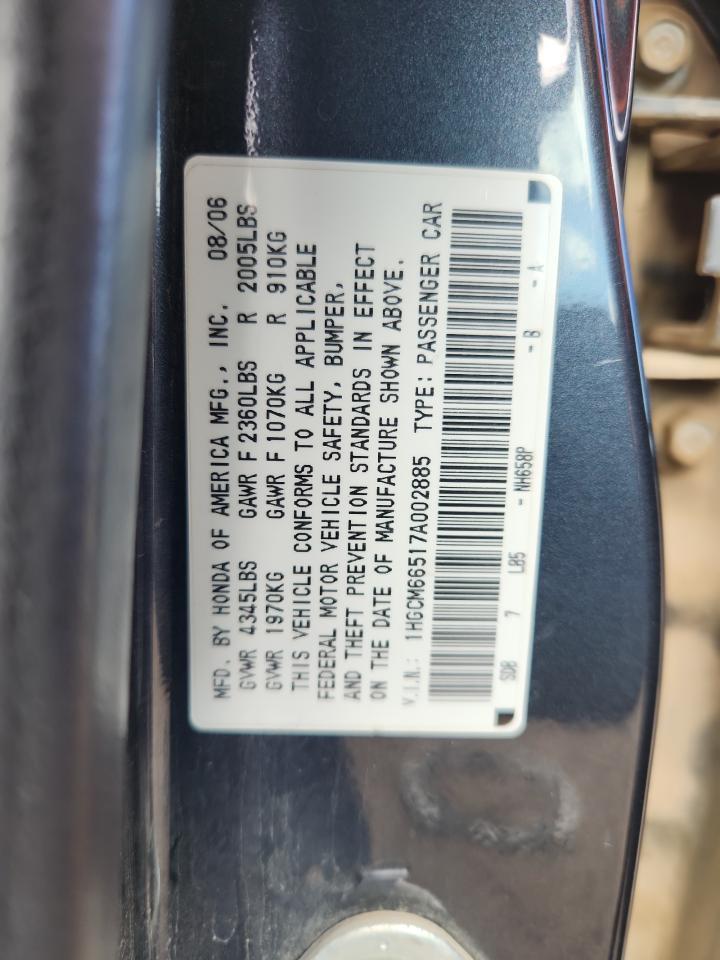 MFD. BY HONDA OF AMERICA MFG., INC. 08/06
GVWR 4345LBS GAWR F 2360LBS R 2005LBS
GVWR 1970KG GAWR F 1070KG R 910KG
THIS VEHICLE CONFORMS TO ALL APPLICABLE
FEDERAL MOTOR VEHICLE SAFETY, BUMPER,
AND THEFT PREVENTION STANDARDS IN EFFECT
ON THE DATE OF MANUFACTURE SHOWN ABOVE.
V.I.N.: 1HGCM66517A002885 TYPE: PASSENGER CAR
SDB 7 L05 - NH658P - B - A